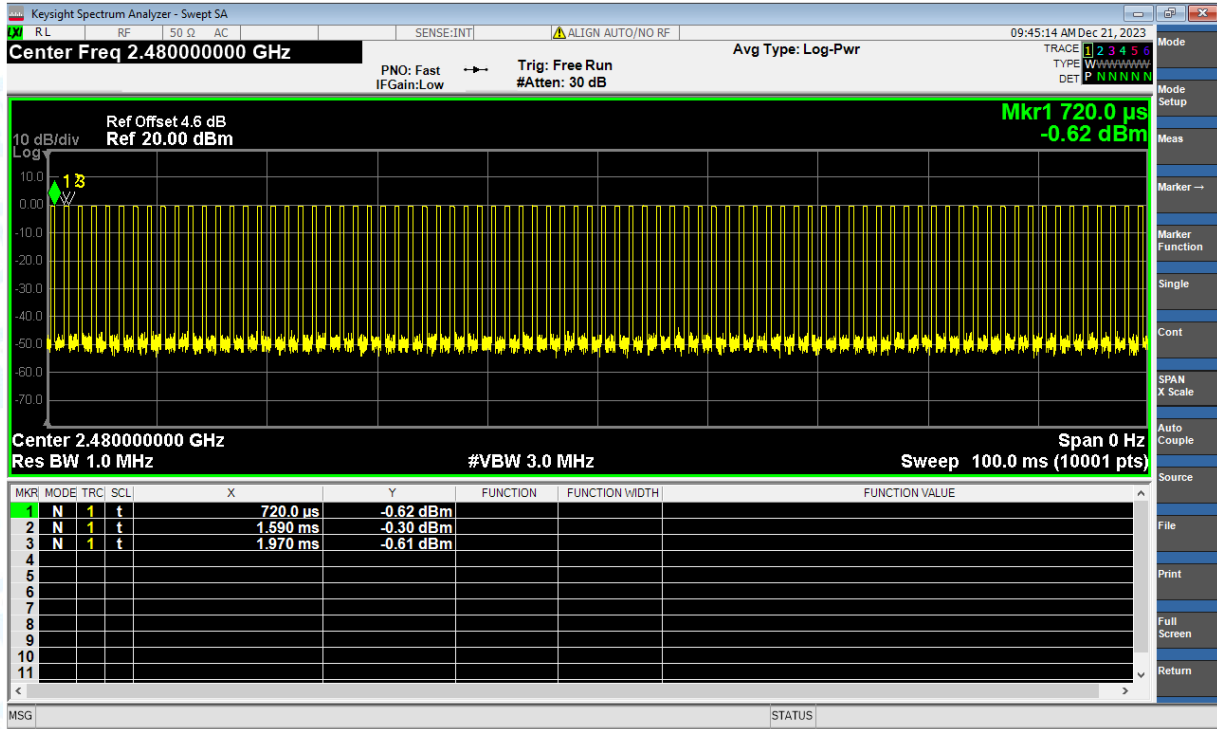 Keysight Spectrum Analyzer - Swept SA
LXI RL RF 50 Ω AC SENSE:INT ALIGN AUTO/NO RF 09:45:14 AM Dec 21, 2023
Center Freq 2.480000000 GHz
Avg Type: Log-Pwr
TRACE 1 2 3 4 5 6
TYPE WWWWWW
DET P N N N N N
PNO: Fast
IFGain:Low
Trig: Free Run
#Atten: 30 dB
Mkr1 720.0 µs
-0.62 dBm
Ref Offset 4.6 dB
10 dB/div Ref 20.00 dBm
Log
10.0
0.00
-10.0
-20.0
-30.0
-40.0
-50.0
-60.0
-70.0
1 3
Center 2.480000000 GHz Span 0 Hz
Res BW 1.0 MHz #VBW 3.0 MHz Sweep 100.0 ms (10001 pts)
MKR MODE TRC SCL X Y FUNCTION FUNCTION WIDTH FUNCTION VALUE
1 N 1 t 720.0 µs -0.62 dBm
2 N 1 t 1.590 ms -0.30 dBm
3 N 1 t 1.970 ms -0.61 dBm
4
5
6
7
8
9
10
11
MSG STATUS
Mode
Mode
Setup
Meas
Marker →
Marker
Function
Single
Cont
SPAN
X Scale
Auto
Couple
Source
File
Print
Full
Screen
Return